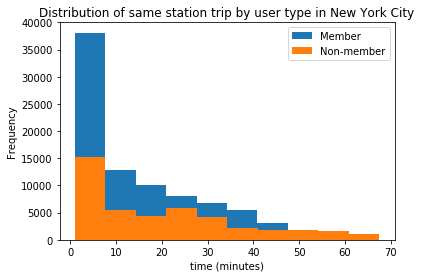 Distribution of same station trip by user type in New York City
Member
Non-member
Frequency
40000
35000
30000
25000
20000
15000
10000
5000
0
0 10 20 30 40 50 60 70
time (minutes)